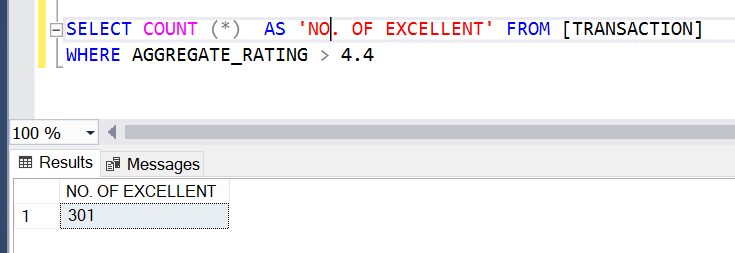 SELECT COUNT (*)  AS 'NO. OF EXCELLENT' FROM [TRANSACTION]
WHERE AGGREGATE_RATING > 4.4
100 %
Results Messages
NO. OF EXCELLENT
1 301